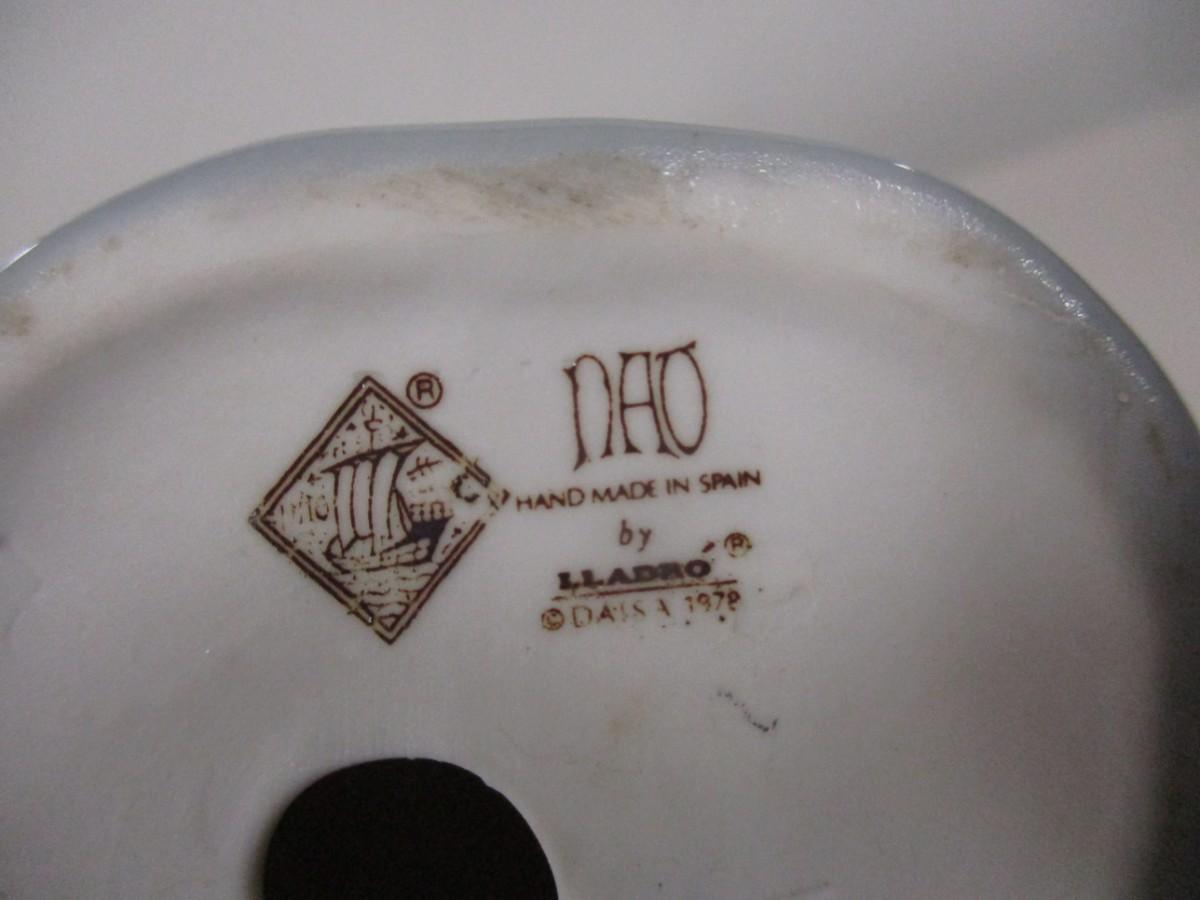 ®
NAO
HAND MADE IN SPAIN
by
LLADRÓ ®
© DAISA 1978